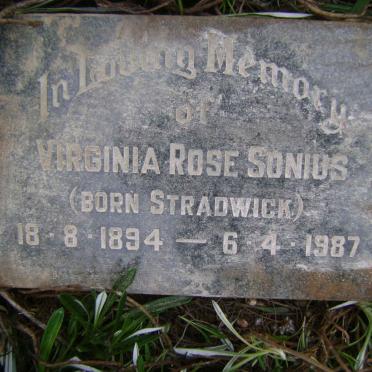 In Loving Memory
of
VIRGINIA ROSE SONIUS
(BORN STRADWICK)
18 - 8 - 1894 — 6 - 4 - 1987